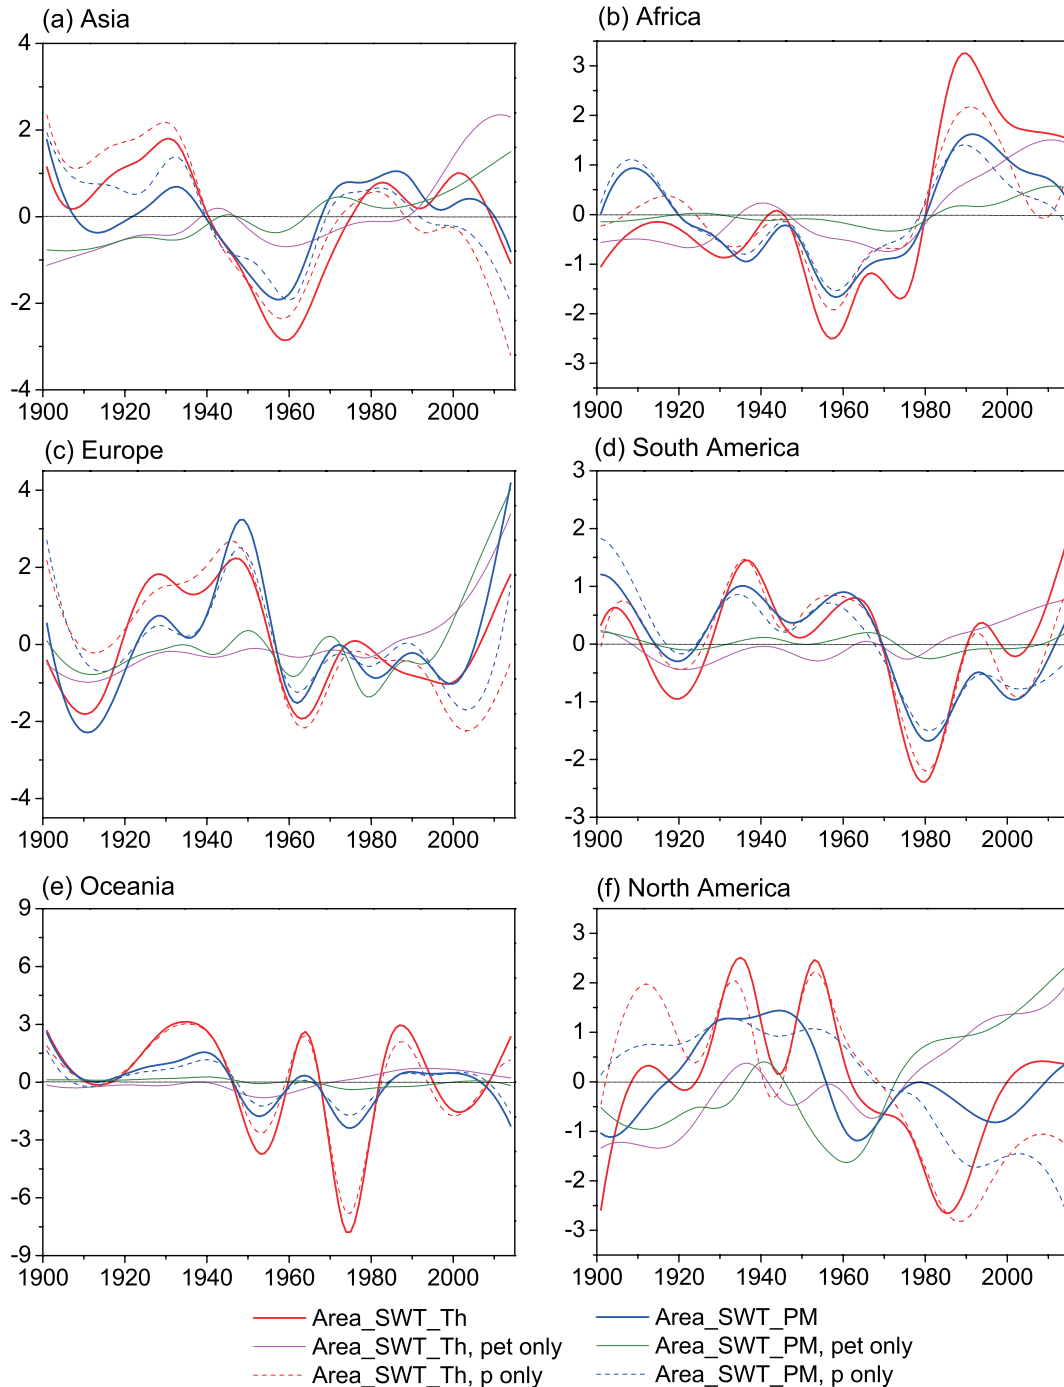 (a) Asia
4
2
0
-2
-4
1900 1920 1940 1960 1980 2000
(b) Africa
3
2
1
0
-1
-2
-3
1900 1920 1940 1960 1980 2000
(c) Europe
4
2
0
-2
-4
1900 1920 1940 1960 1980 2000
(d) South America
3
2
1
0
-1
-2
-3
1900 1920 1940 1960 1980 2000
(e) Oceania
9
6
3
0
-3
-6
-9
1900 1920 1940 1960 1980 2000
(f) North America
3
2
1
0
-1
-2
-3
1900 1920 1940 1960 1980 2000
Area_SWT_Th
Area_SWT_Th, pet only
Area_SWT_Th, p only
Area_SWT_PM
Area_SWT_PM, pet only
Area_SWT_PM, p only